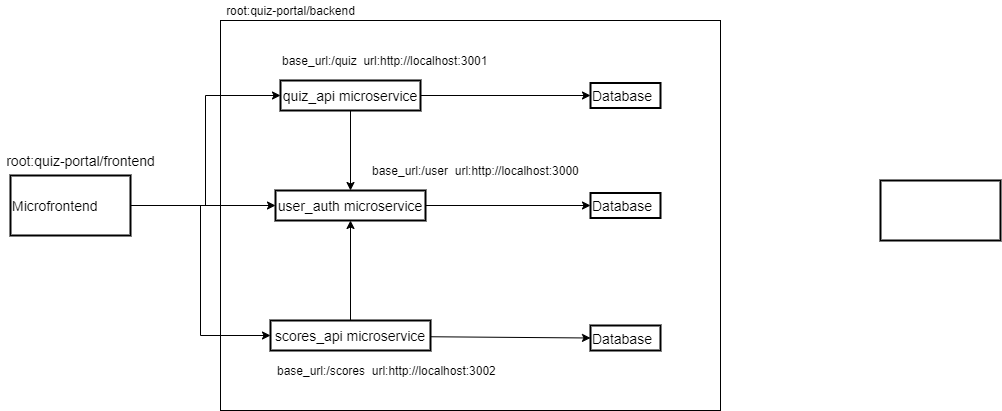 root:quiz-portal/backend
base_url:/quiz url:http://localhost:3001
quiz_api microservice
Database
root:quiz-portal/frontend
Microfrontend
base_url:/user url:http://localhost:3000
user_auth microservice
Database
scores_api microservice
Database
base_url:/scores url:http://localhost:3002